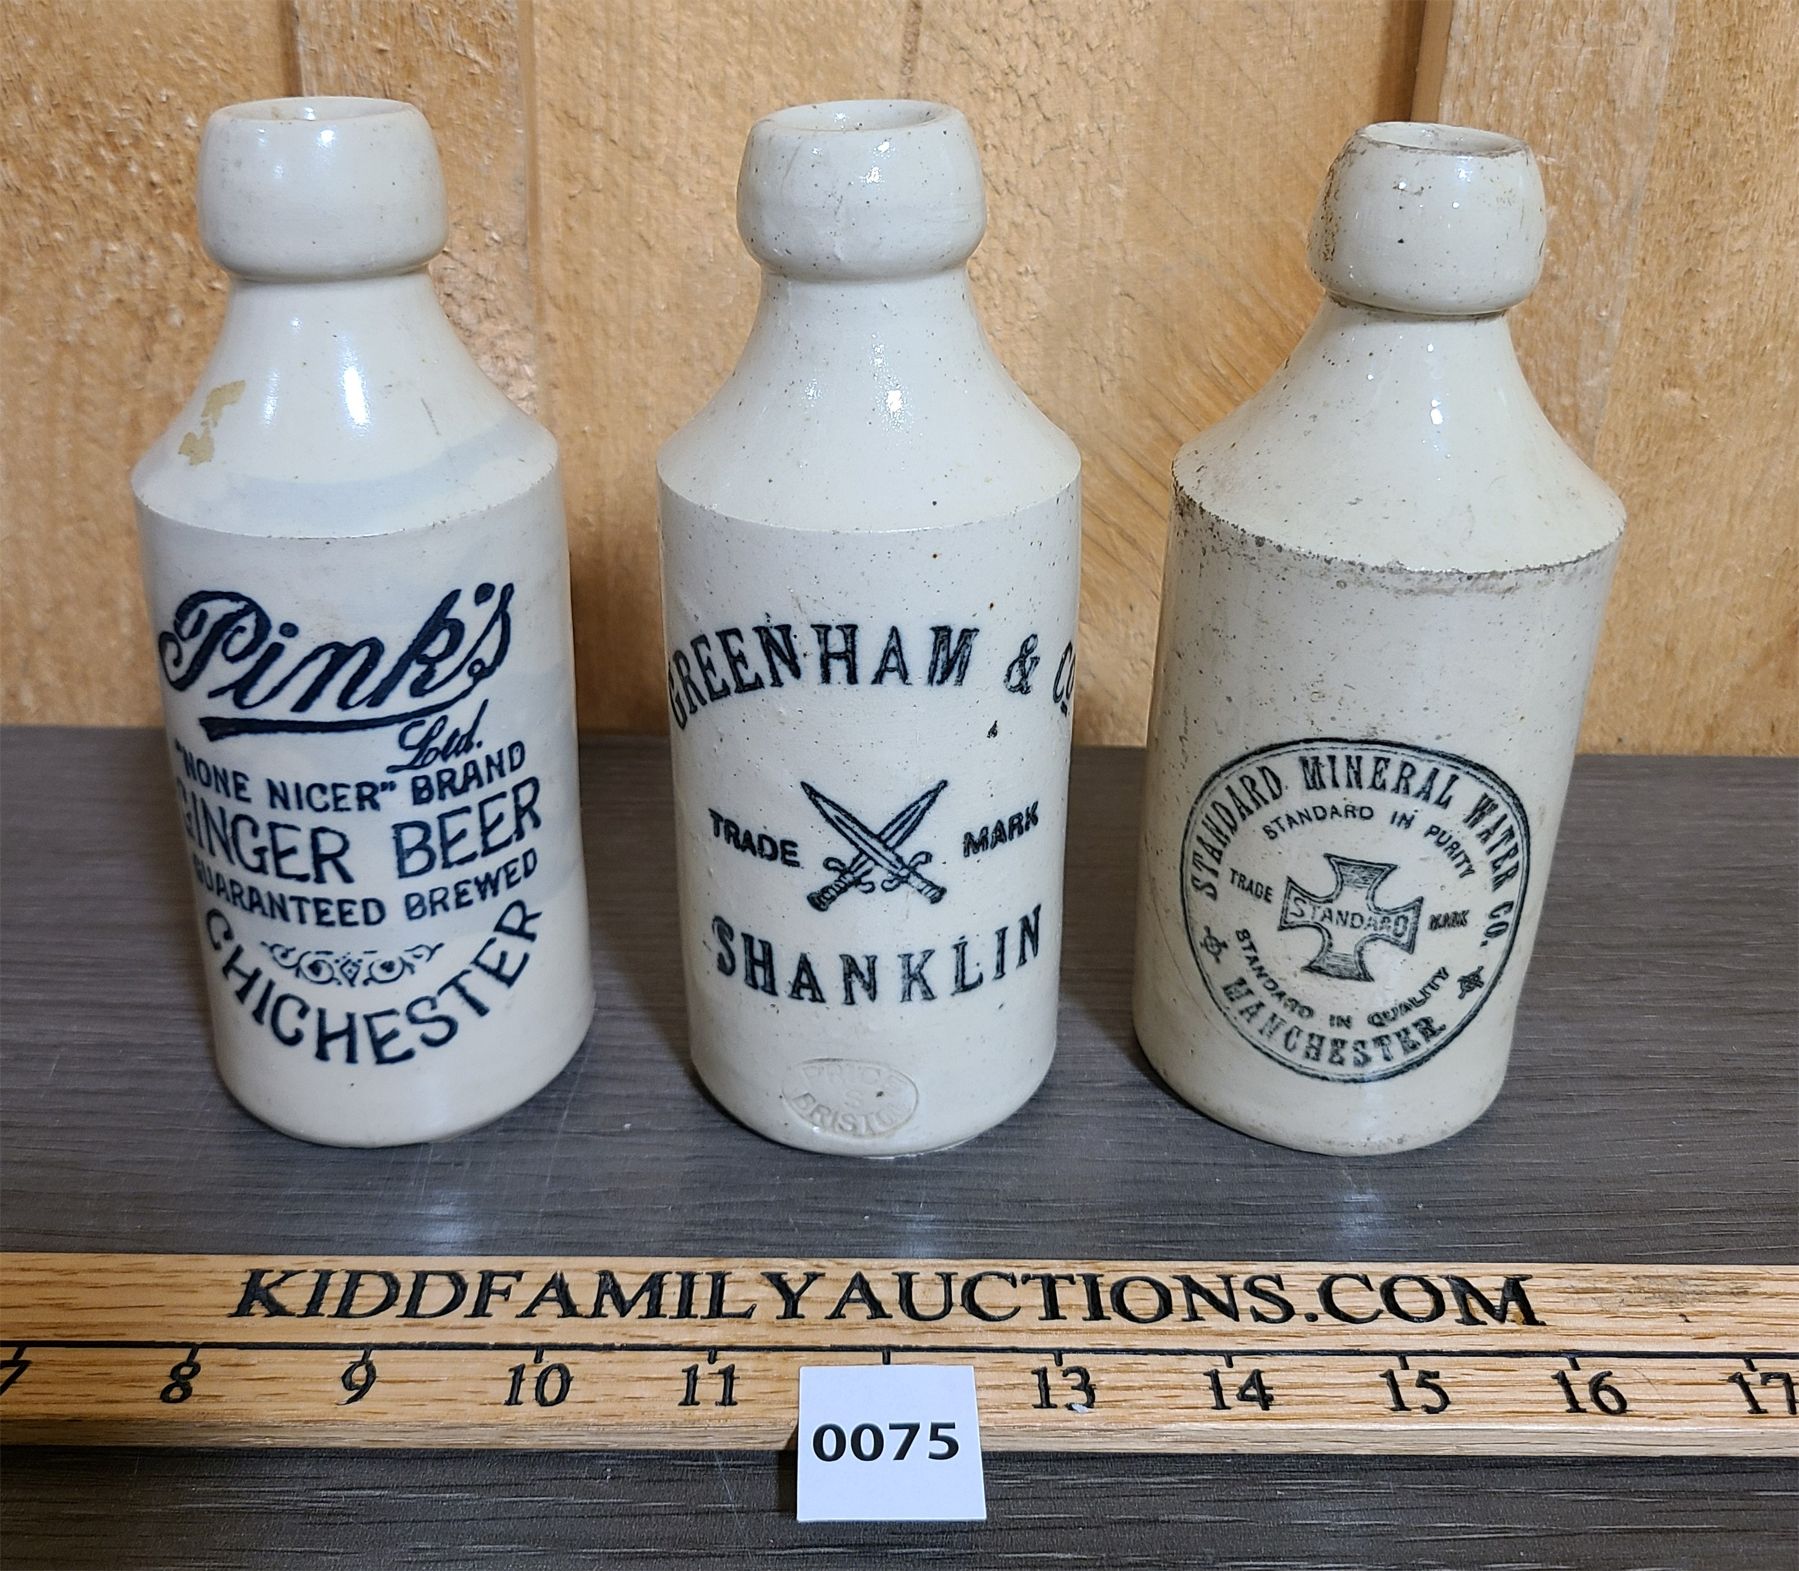 Pink's
Ltd.
"NONE NICER" BRAND
GINGER BEER
GUARANTEED BREWED
CHICHESTER
GREENHAM & Co
TRADE MARK
SHANKLIN
PRICE
S
BRISTOL
STANDARD MINERAL WATER CO.
STANDARD IN PURITY
TRADE MARK
STANDARD
STANDARD IN QUALITY
MANCHESTER
KIDDFAMILYAUCTIONS.COM
7 8 9 10 11 13 14 15 16 17
0075